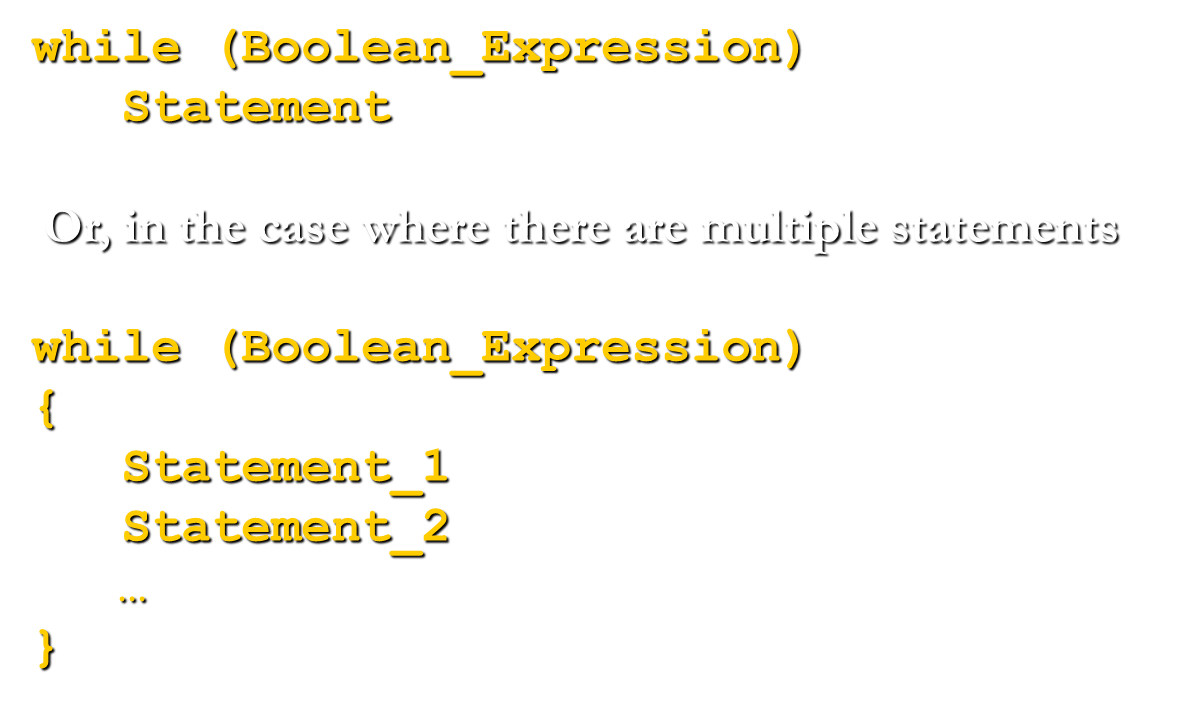 while (Boolean_Expression)
Statement
Or, in the case where there are multiple statements
while (Boolean_Expression)
{
Statement_1
Statement_2
…
}